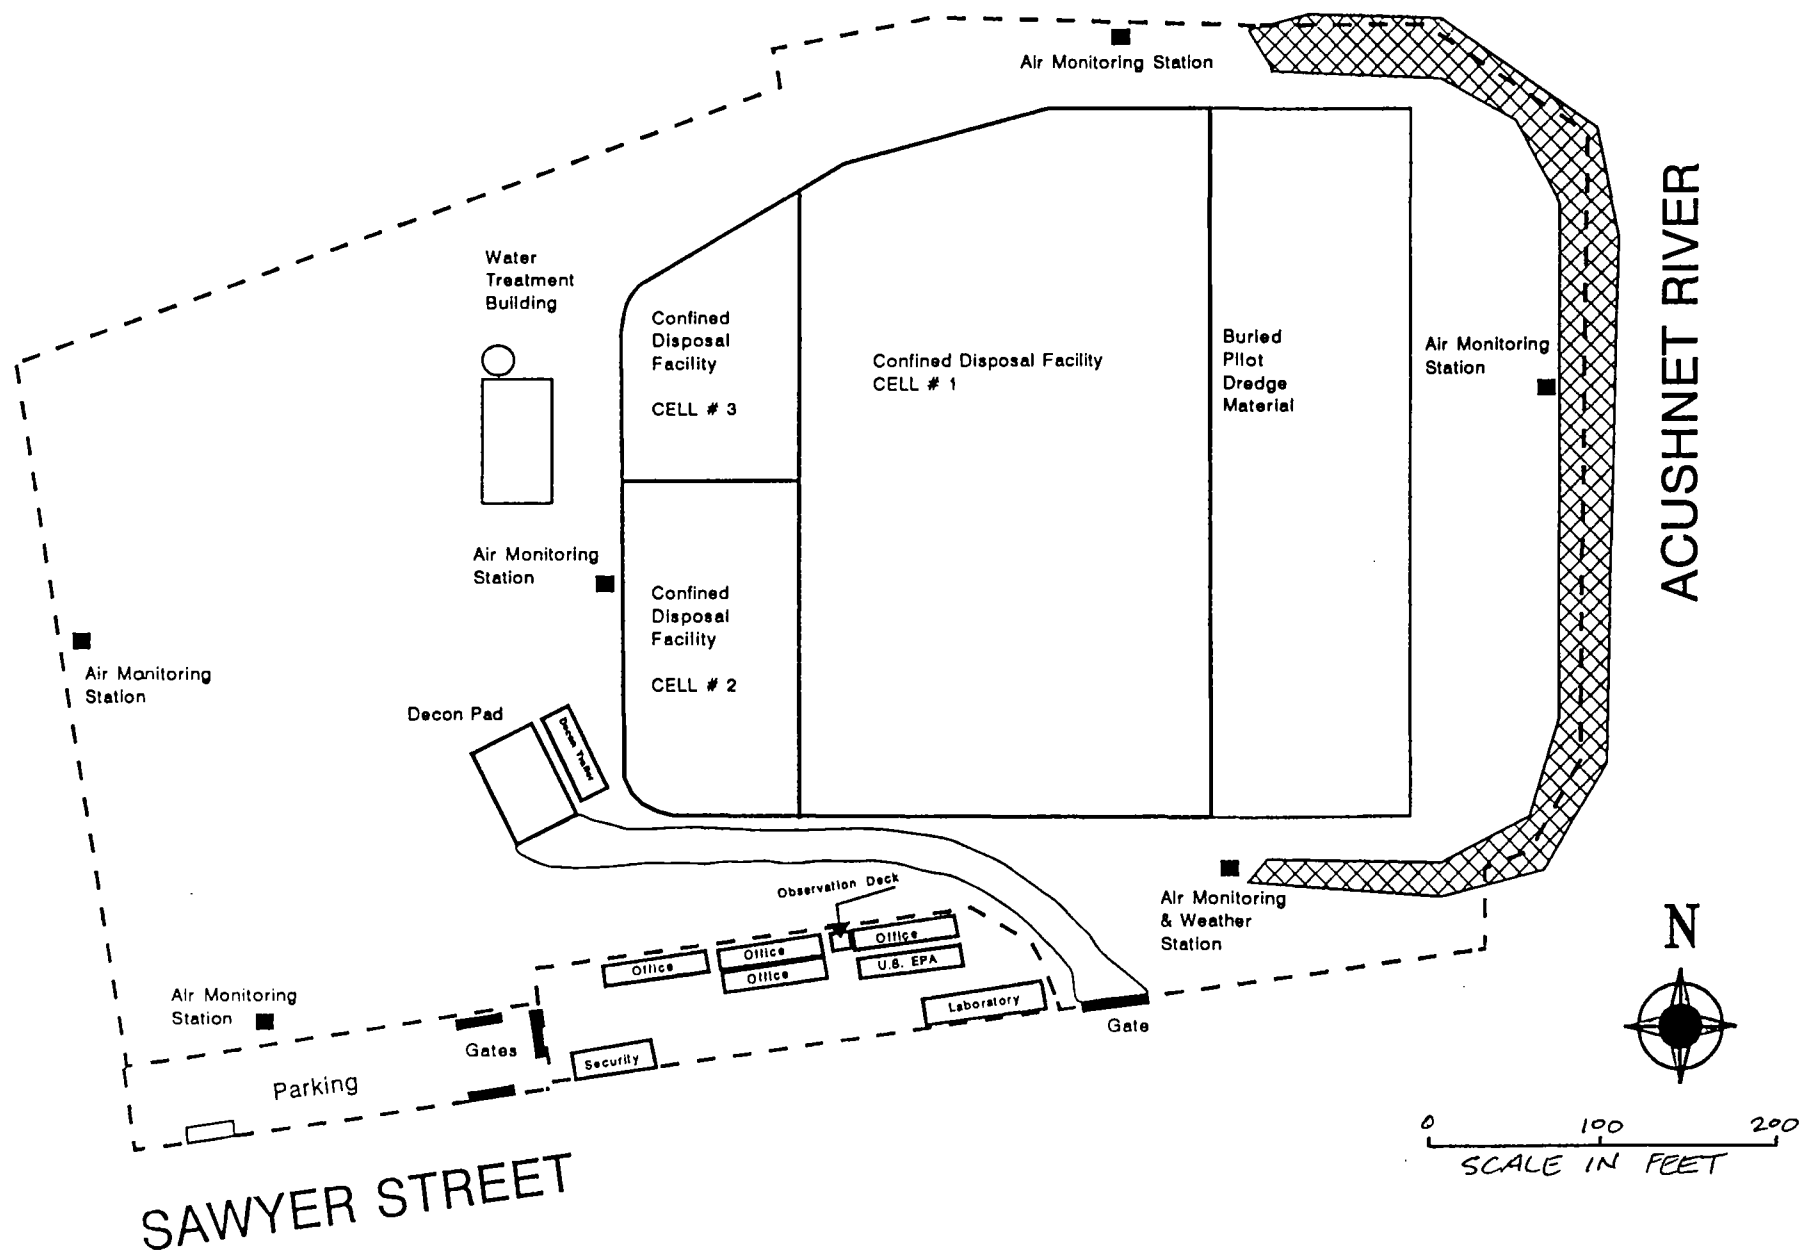 Air Monitoring Station
Water
Treatment
Building
Confined
Disposal
Facility
CELL # 3
Confined Disposal Facility
CELL # 1
Buried
Pilot
Dredge
Material
Air Monitoring
Station
ACUSHNET RIVER
Air Monitoring
Station
Confined
Disposal
Facility
CELL # 2
Air Monitoring
Station
Decon Pad
Decon Trailer
Observation Deck
Air Monitoring
& Weather
Station
N
Office
Office
Office
Office
U.S. EPA
Laboratory
Gate
Air Monitoring
Station
Gates
Security
Parking
0 100 200
SCALE IN FEET
SAWYER STREET